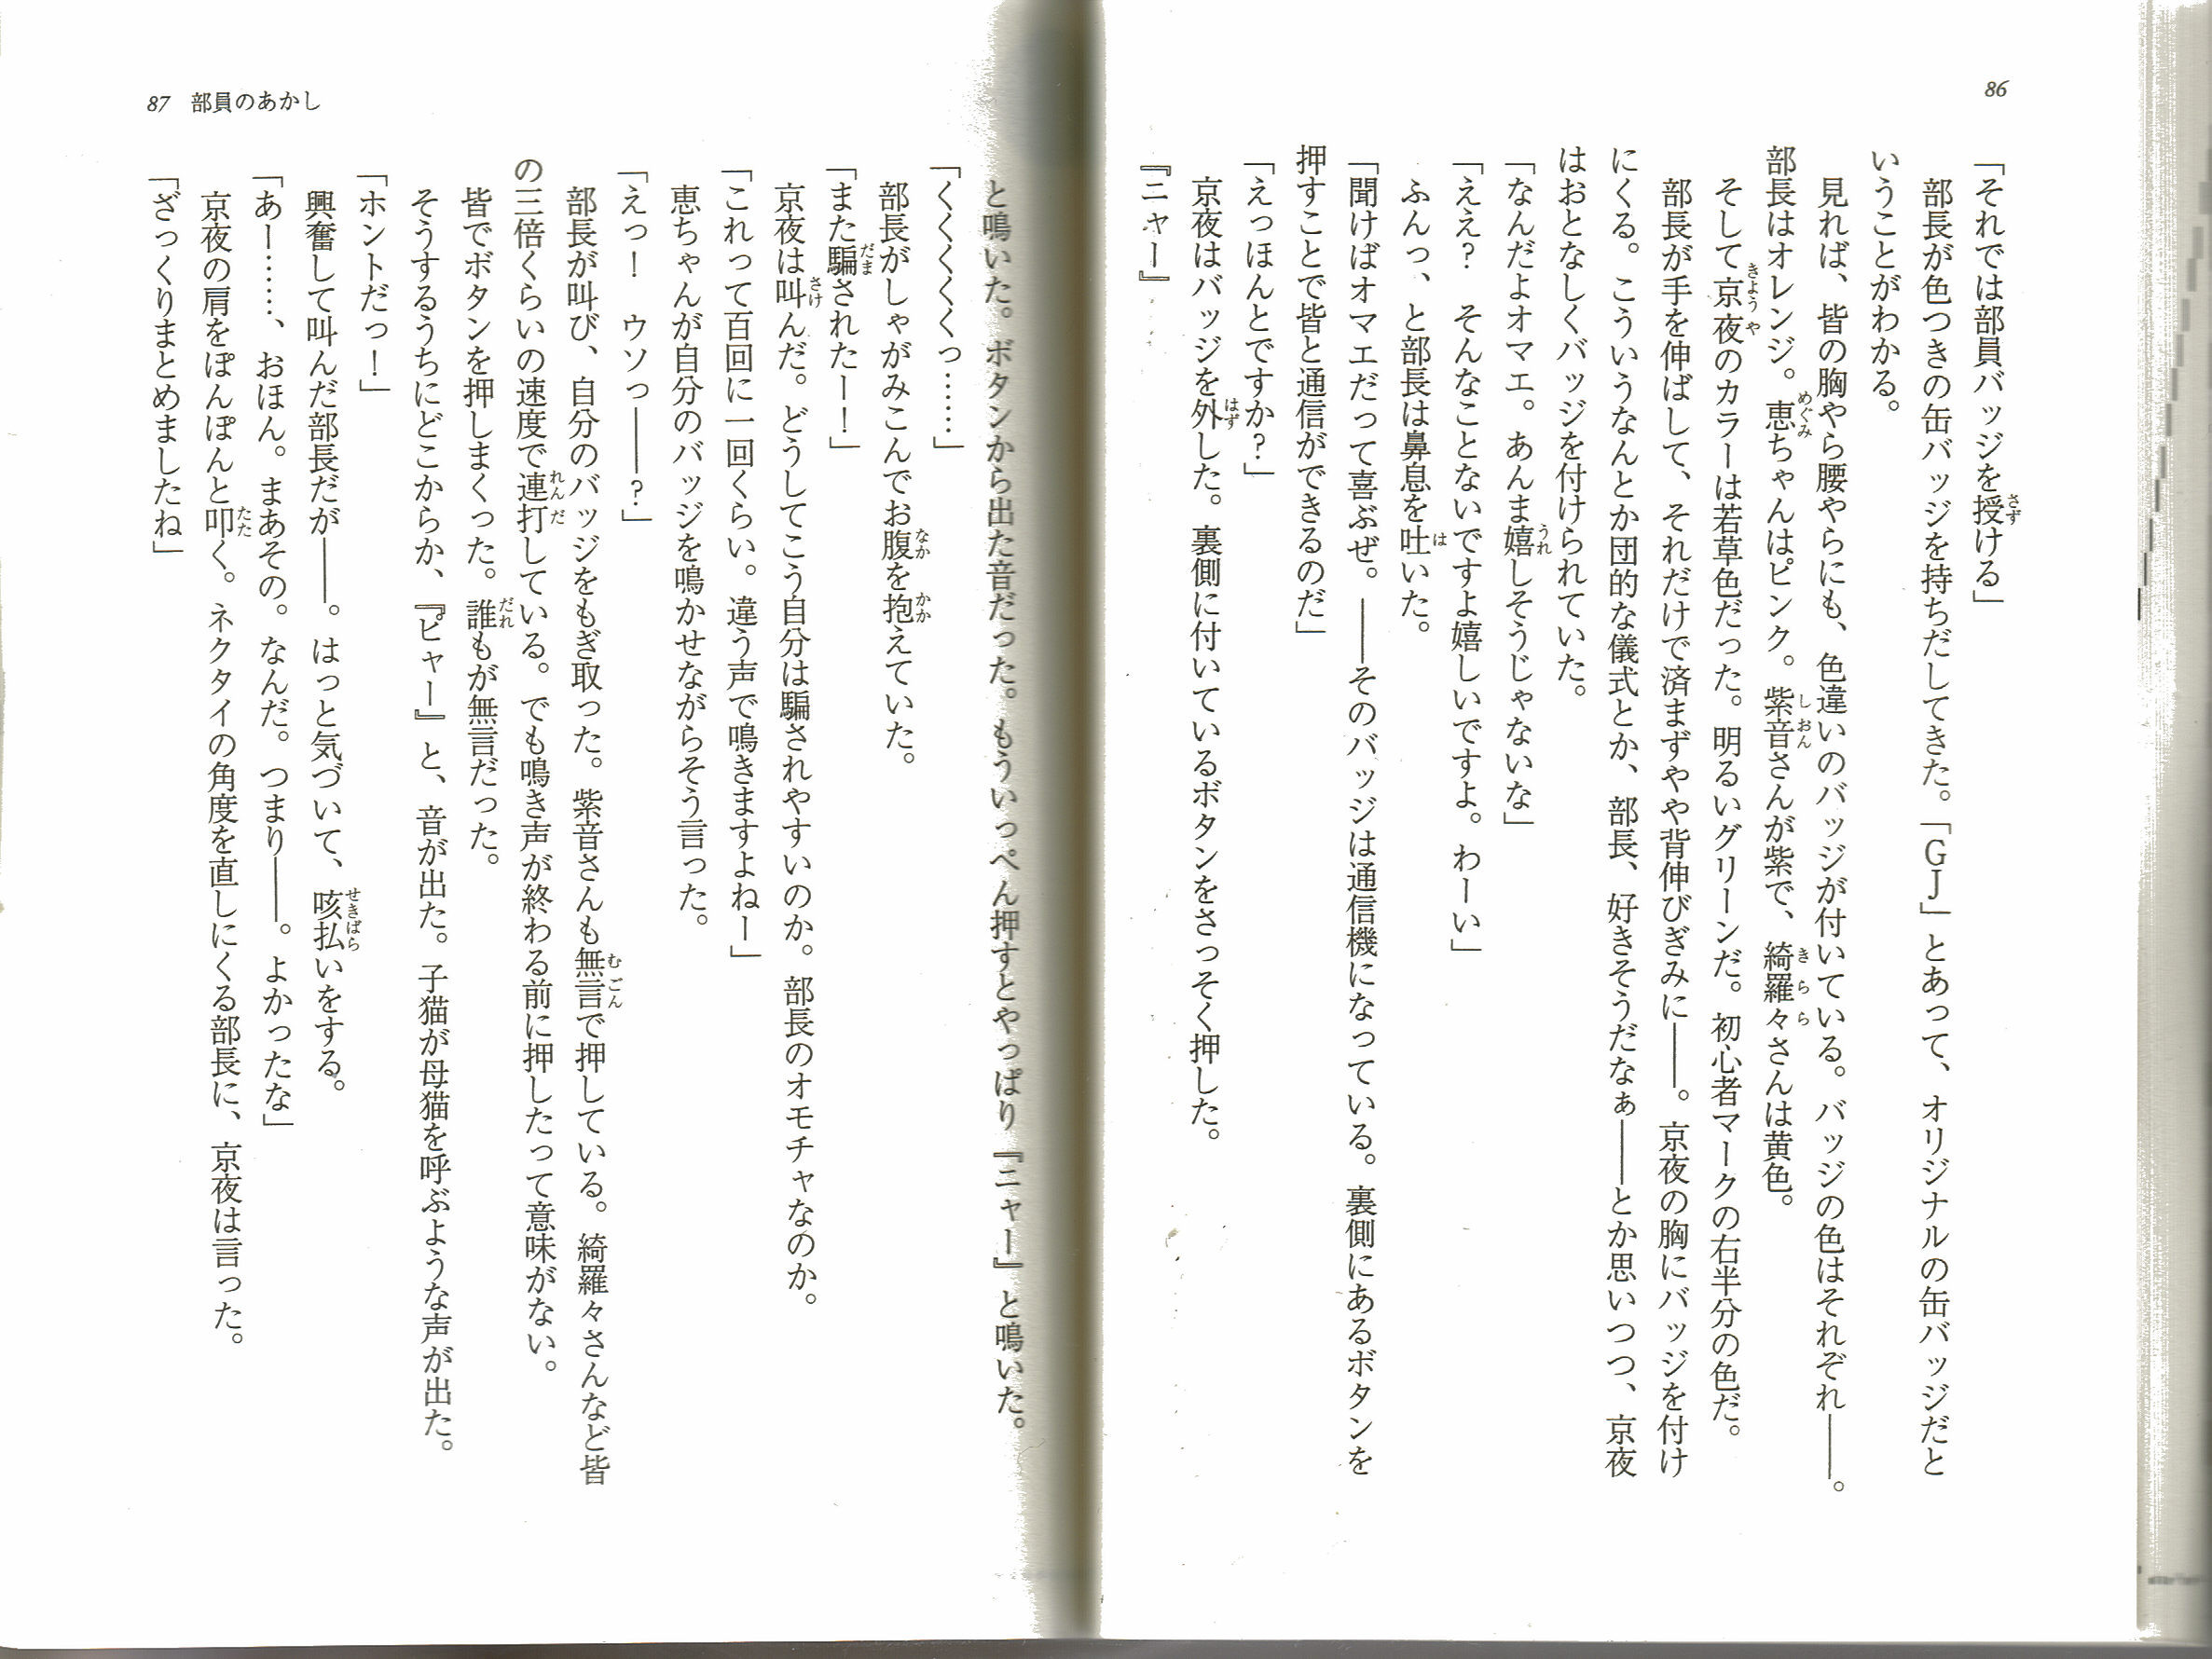 86
「それでは部員バッジを授ける」
部長が色つきの缶バッジを持ちだしてきた。「GJ」とあって、オリジナルの缶バッジだと
いうことがわかる。
見れば、皆の胸やら腰やらにも、色違いのバッジが付いている。バッジの色はそれぞれ――。
部長はオレンジ。恵ちゃんはピンク。紫音さんが紫で、綺羅々さんは黄色。
そして京夜のカラーは若草色だった。明るいグリーンだ。初心者マークの右半分の色だ。
部長が手を伸ばして、それだけで済まずやや背伸びぎみに――。京夜の胸にバッジを付け
にくる。こういうなんとか団的な儀式とか、部長、好きそうだなぁ――とか思いつつ、京夜
はおとなしくバッジを付けられていた。
「なんだよオマエ。あんま嬉しそうじゃないな」
「ええ？　そんなことないですよ嬉しいですよ。わーい」
ふんっ、と部長は鼻息を吐いた。
「聞けばオマエだって喜ぶぜ。――そのバッジは通信機になっている。裏側にあるボタンを
押すことで皆と通信ができるのだ」
「えっほんとですか？」
京夜はバッジを外した。裏側に付いているボタンをさっそく押した。
『ニャー』
と鳴いた。ボタンから出た音だった。もういっぺん押すとやっぱり『ニャー』と鳴いた。
「くくくくくっ……」
部長がしゃがみこんでお腹を抱えていた。
「また騙されたー！」
京夜は叫んだ。どうしてこう自分は騙されやすいのか。部長のオモチャなのか。
「これって百回に一回くらい。違う声で鳴きますよねー」
恵ちゃんが自分のバッジを鳴かせながらそう言った。
「えっ！　ウソっ――？」
部長が叫び、自分のバッジをもぎ取った。紫音さんも無言で押している。綺羅々さんなど皆
の三倍くらいの速度で連打している。でも鳴き声が終わる前に押したって意味がない。
皆でボタンを押しまくった。誰もが無言だった。
そうするうちにどこからか、『ピャー』と、音が出た。子猫が母猫を呼ぶような声が出た。
「ホントだっ！」
興奮して叫んだ部長だが――。はっと気づいて、咳払いをする。
「あー……、おほん。まあその。なんだ。つまり――。よかったな」
京夜の肩をぽんぽんと叩く。ネクタイの角度を直しにくる部長に、京夜は言った。
「ざっくりまとめましたね」
87 部員のあかし